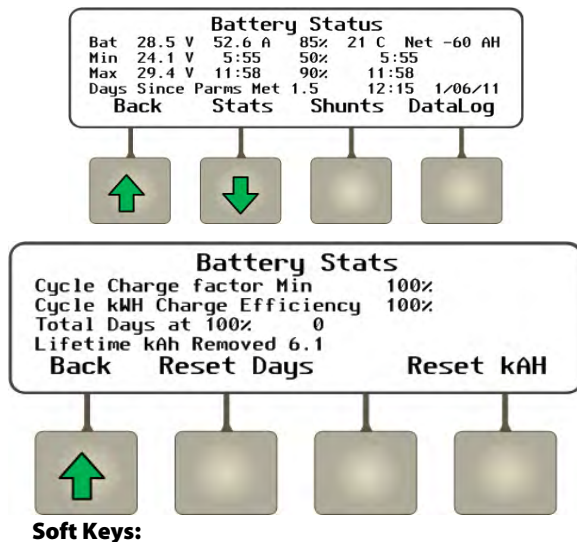 Battery Status
Bat 28.5 V 52.6 A 85% 21 C Net -60 AH
Min 24.1 V 5:55 50% 5:55
Max 29.4 V 11:58 90% 11:58
Days Since Parms Met 1.5 12:15 1/06/11
Back Stats Shunts DataLog
Battery Stats
Cycle Charge factor Min 100%
Cycle kWH Charge Efficiency 100%
Total Days at 100% 0
Lifetime kAh Removed 6.1
Back Reset Days Reset kAH
Soft Keys: